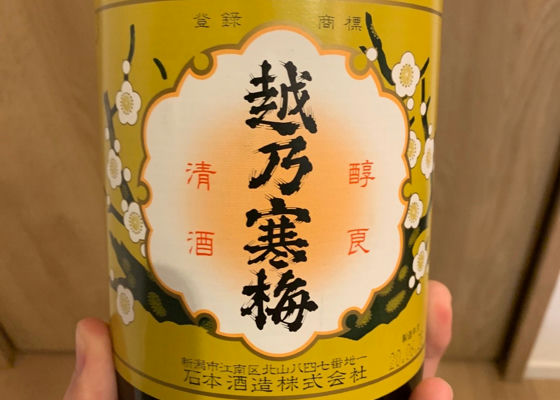 登録 商標
越乃寒梅
醇良
清酒
新潟市江南区北山八四七番地一
石本酒造株式会社